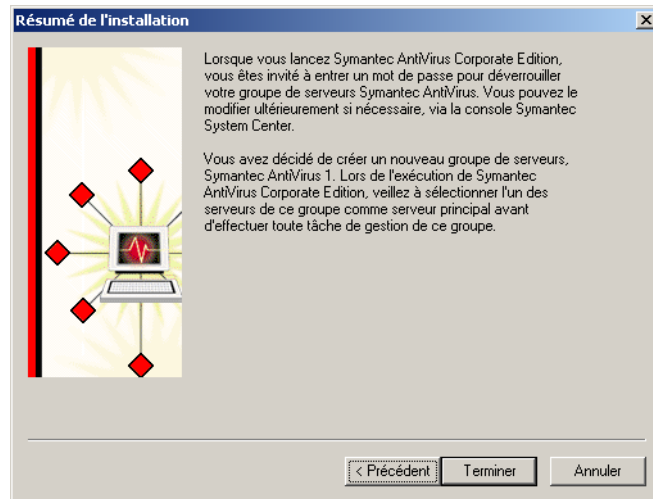 Résumé de l'installation
Lorsque vous lancez Symantec AntiVirus Corporate Edition,
vous êtes invité à entrer un mot de passe pour déverrouiller
votre groupe de serveurs Symantec AntiVirus. Vous pouvez le
modifier ultérieurement si nécessaire, via la console Symantec
System Center.
Vous avez décidé de créer un nouveau groupe de serveurs,
Symantec AntiVirus 1. Lors de l'exécution de Symantec
AntiVirus Corporate Edition, veillez à sélectionner l'un des
serveurs de ce groupe comme serveur principal avant
d'effectuer toute tâche de gestion de ce groupe.
< Précédent
Terminer
Annuler